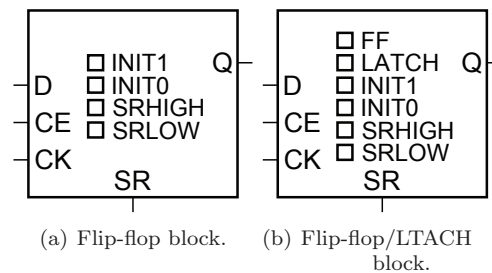 INIT1
INIT0
SRHIGH
SRLOW
D
CE
CK
Q
SR
(a) Flip-flop block.
FF
LATCH
INIT1
INIT0
SRHIGH
SRLOW
D
CE
CK
Q
SR
(b) Flip-flop/LTACH
block.